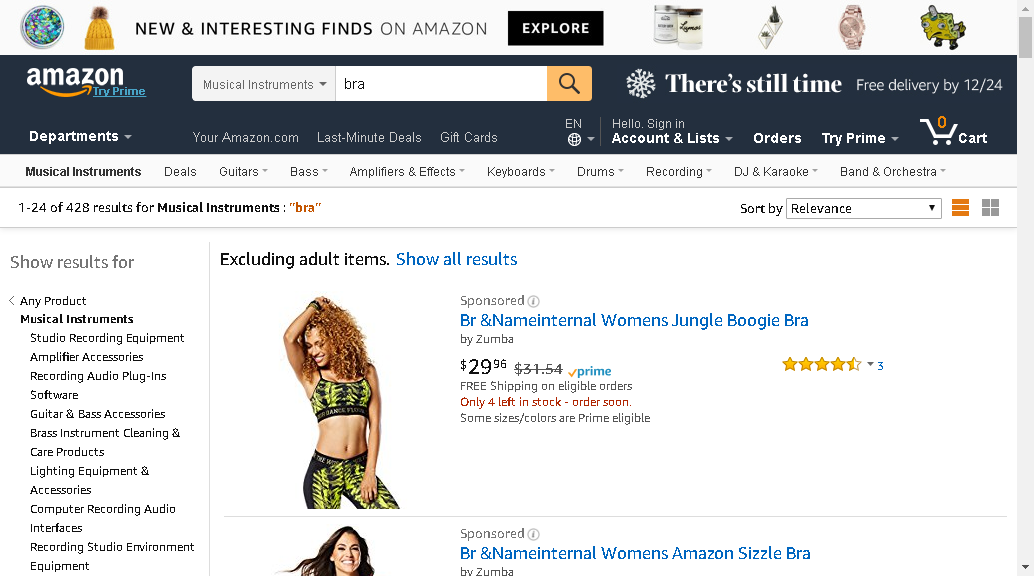 NEW & INTERESTING FINDS ON AMAZON EXPLORE
amazon
Try Prime
Musical Instruments bra
There's still time Free delivery by 12/24
Departments
Your Amazon.com Last-Minute Deals Gift Cards
EN
Hello. Sign in
Account & Lists Orders Try Prime 0 Cart
Musical Instruments Deals Guitars Bass Amplifiers & Effects Keyboards Drums Recording DJ & Karaoke Band & Orchestra
1-24 of 428 results for Musical Instruments : "bra"
Sort by Relevance
Show results for
Any Product
Musical Instruments
Studio Recording Equipment
Amplifier Accessories
Recording Audio Plug-Ins
Software
Guitar & Bass Accessories
Brass Instrument Cleaning &
Care Products
Lighting Equipment &
Accessories
Computer Recording Audio
Interfaces
Recording Studio Environment
Equipment
Excluding adult items. Show all results
Sponsored
Br &Nameinternal Womens Jungle Boogie Bra
by Zumba
$29 96 $31.54 prime
3
FREE Shipping on eligible orders
Only 4 left in stock - order soon.
Some sizes/colors are Prime eligible
Sponsored
Br &Nameinternal Womens Amazon Sizzle Bra
by Zumba